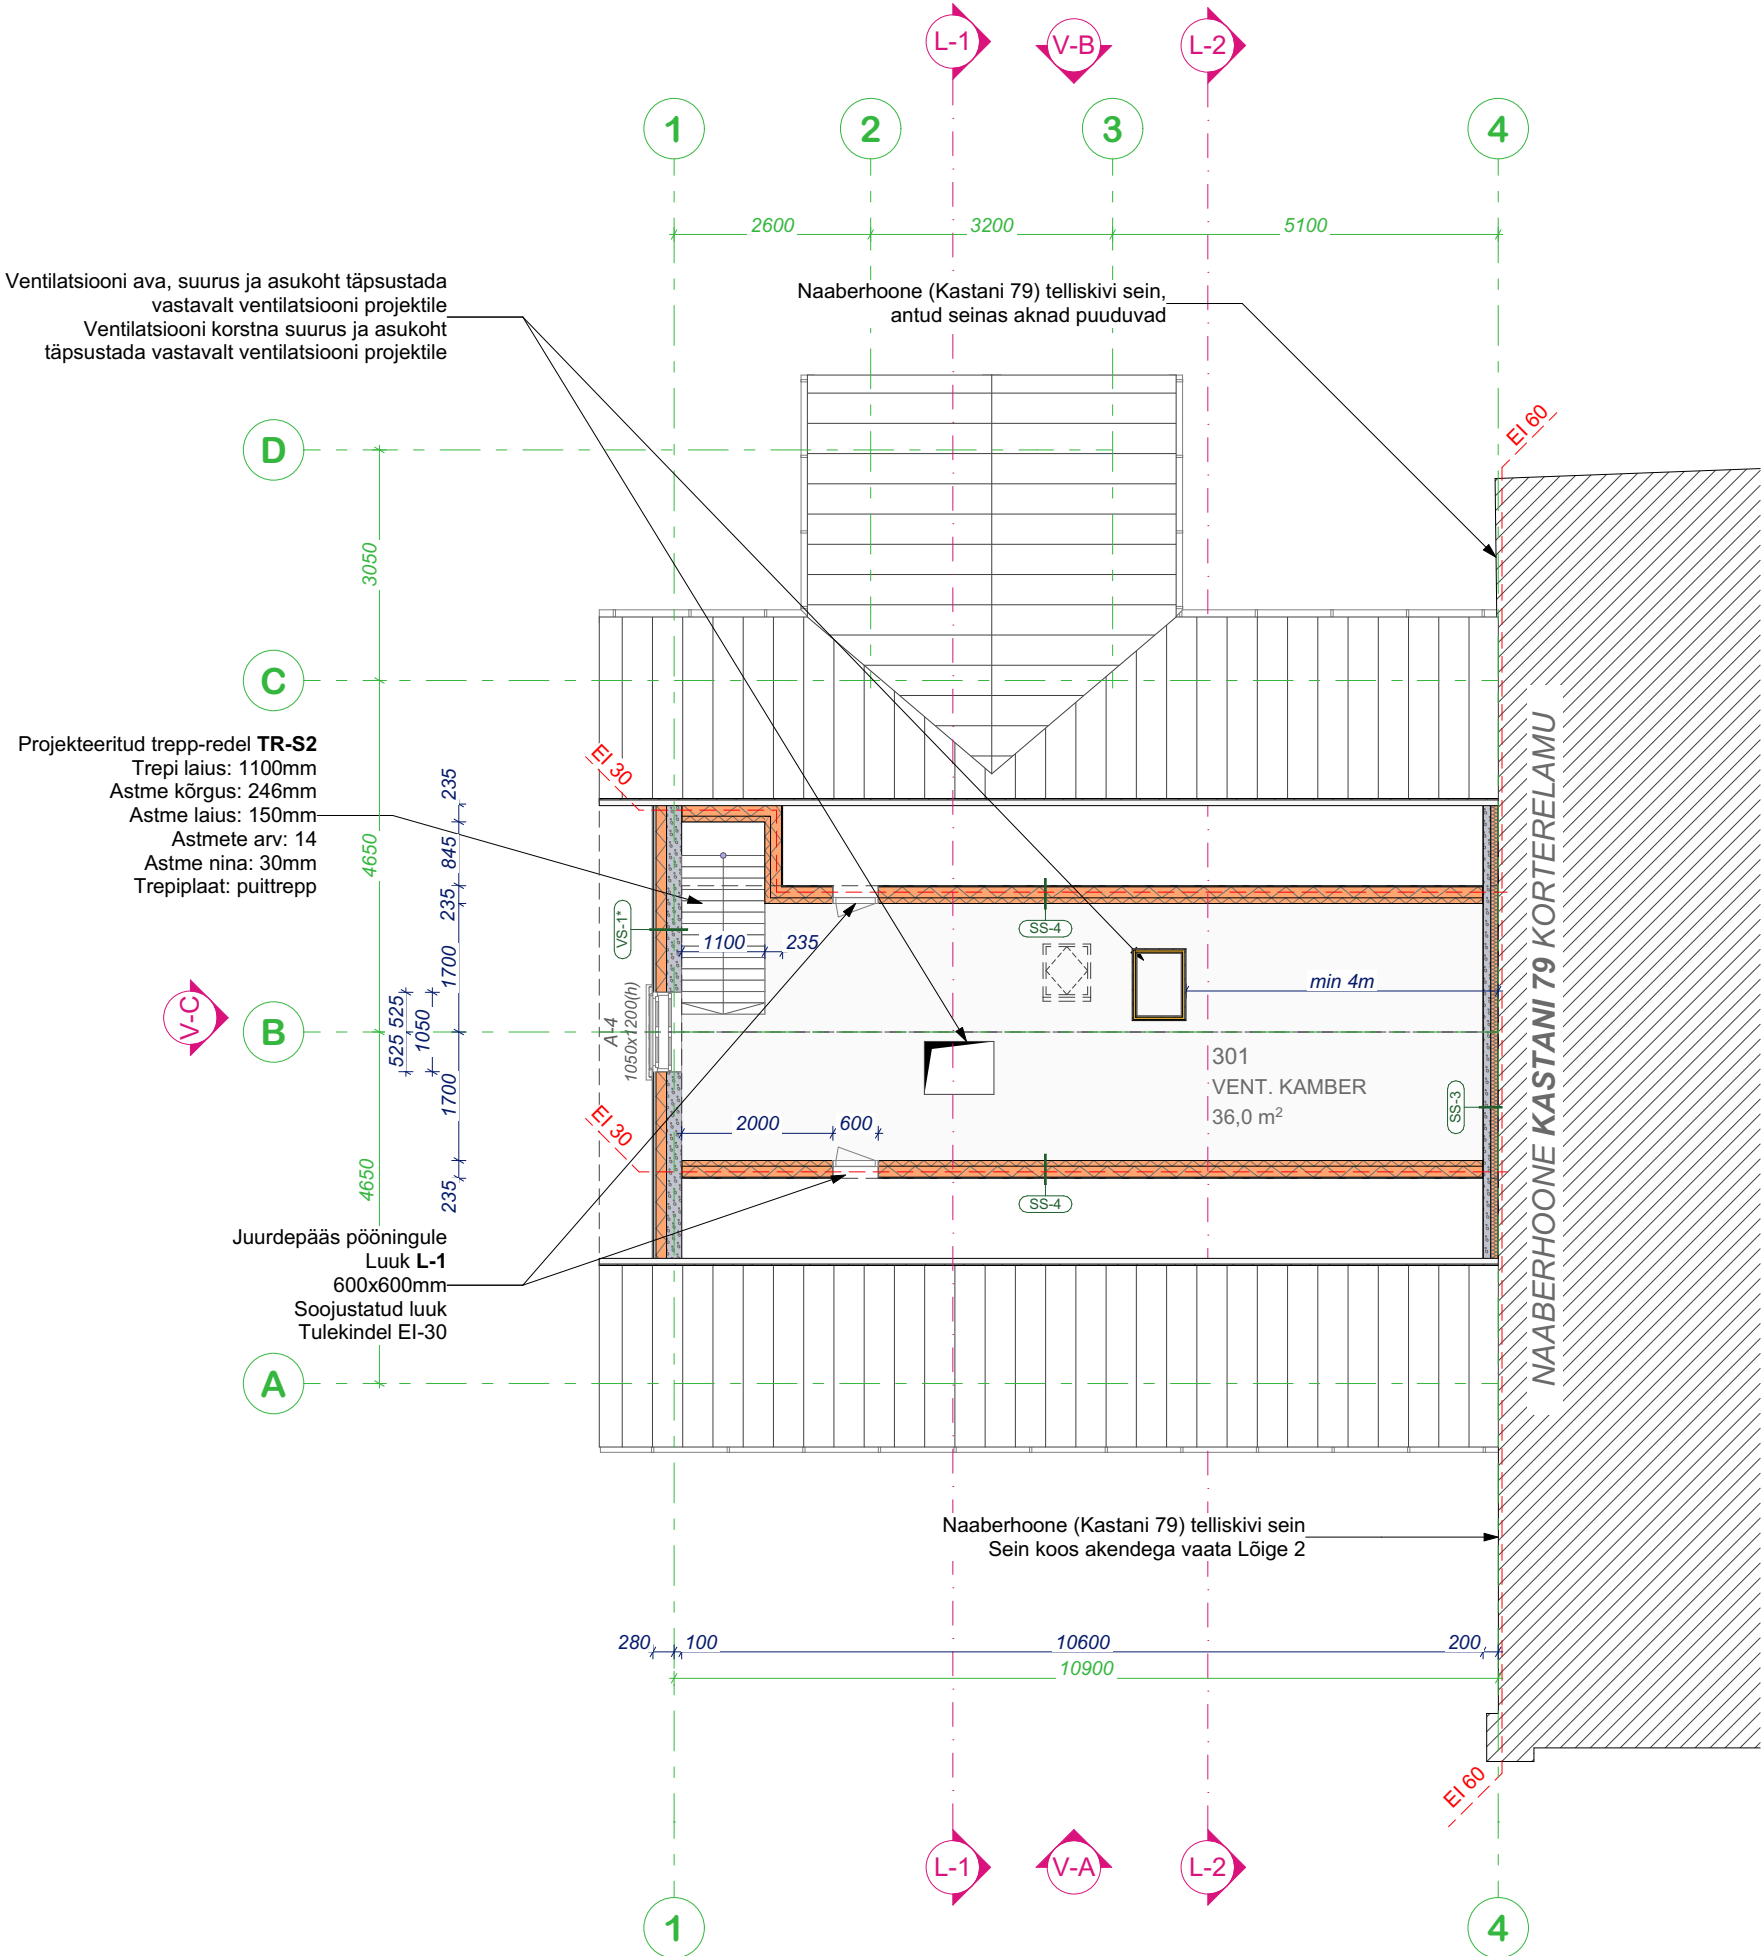 L-1
V-B
L-2
1
2
3
4
2600
3200
5100
Ventilatsiooni ava, suurus ja asukoht täpsustada
vastavalt ventilatsiooni projektile
Ventilatsiooni korstna suurus ja asukoht
täpsustada vastavalt ventilatsiooni projektile
Naaberhoone (Kastani 79) telliskivi sein,
antud seinas aknad puuduvad
EI 60
D
3050
C
Projekteeritud trepp-redel TR-S2
Trepi laius: 1100mm
Astme kõrgus: 246mm
Astme laius: 150mm
Astmete arv: 14
Astme nina: 30mm
Trepiplaat: puittrepp
EI 30
235
845
235
1700
4650
VS-1*
1100
235
SS-4
min 4m
V-C
B
525
525
1050
A-4
1050x1200(h)
301
VENT. KAMBER
36,0 m²
SS-3
NAABERHOONE KASTANI 79 KORTERELAMU
1700
235
4650
EI 30
2000
600
SS-4
Juurdepääs pööningule
Luuk L-1
600x600mm
Soojustatud luuk
Tulekindel EI-30
A
Naaberhoone (Kastani 79) telliskivi sein
Sein koos akendega vaata Lõige 2
280
100
10600
200
10900
EI 60
L-1
V-A
L-2
1
4